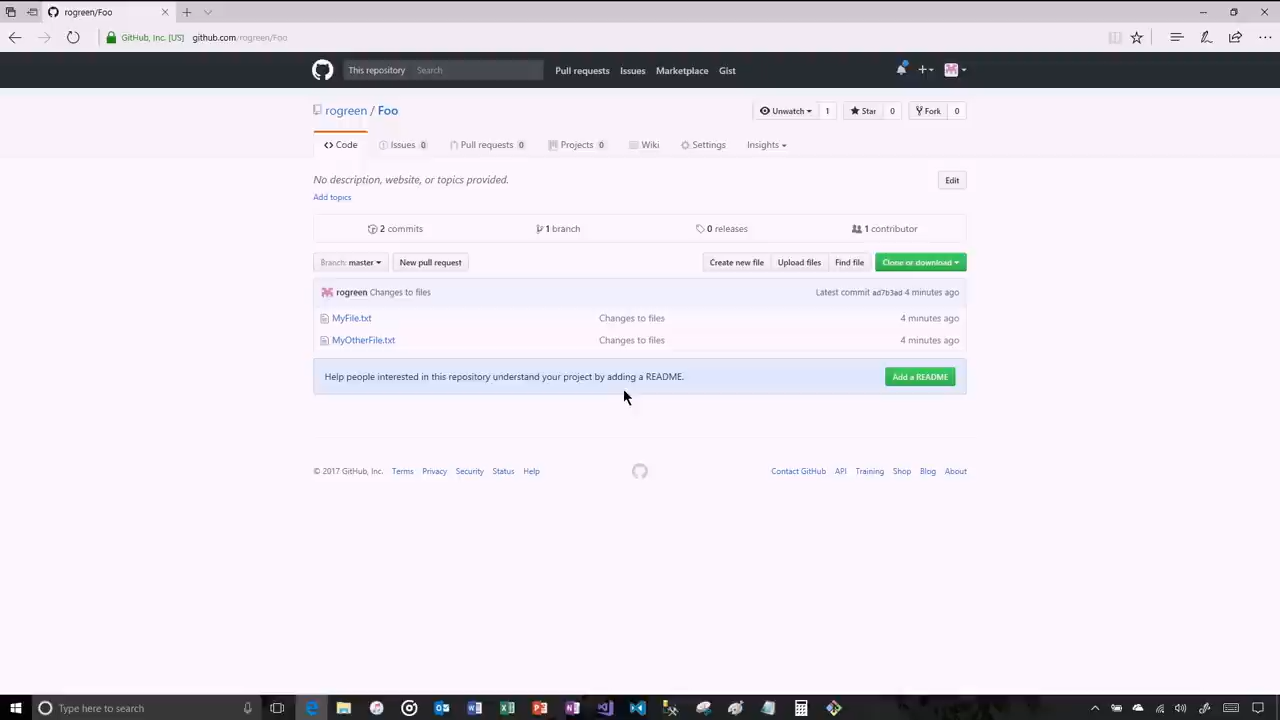 rogreen/Foo
GitHub, Inc. [US] github.com/rogreen/Foo
This repository Search Pull requests Issues Marketplace Gist
rogreen / Foo Unwatch 1 Star 0 Fork 0
Code Issues 0 Pull requests 0 Projects 0 Wiki Settings Insights
No description, website, or topics provided. Edit
Add topics
2 commits 1 branch 0 releases 1 contributor
Branch: master New pull request Create new file Upload files Find file Clone or download
rogreen Changes to files Latest commit ad7b3ad 4 minutes ago
MyFile.txt Changes to files 4 minutes ago
MyOtherFile.txt Changes to files 4 minutes ago
Help people interested in this repository understand your project by adding a README. Add a README
© 2017 GitHub, Inc. Terms Privacy Security Status Help Contact GitHub API Training Shop Blog About
Type here to search